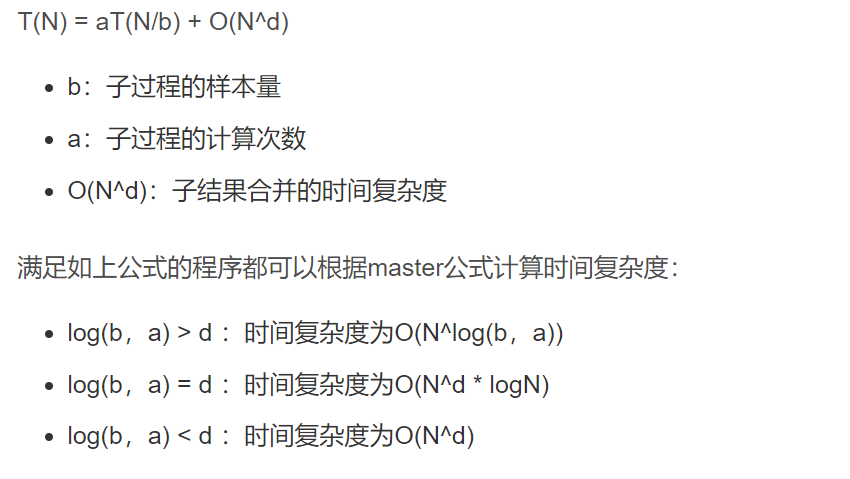 T(N) = aT(N/b) + O(N^d)
• b：子过程的样本量
• a：子过程的计算次数
• O(N^d)：子结果合并的时间复杂度
满足如上公式的程序都可以根据master公式计算时间复杂度：
• log(b，a) > d ：时间复杂度为O(N^log(b，a))
• log(b，a) = d ：时间复杂度为O(N^d * logN)
• log(b，a) < d ：时间复杂度为O(N^d)